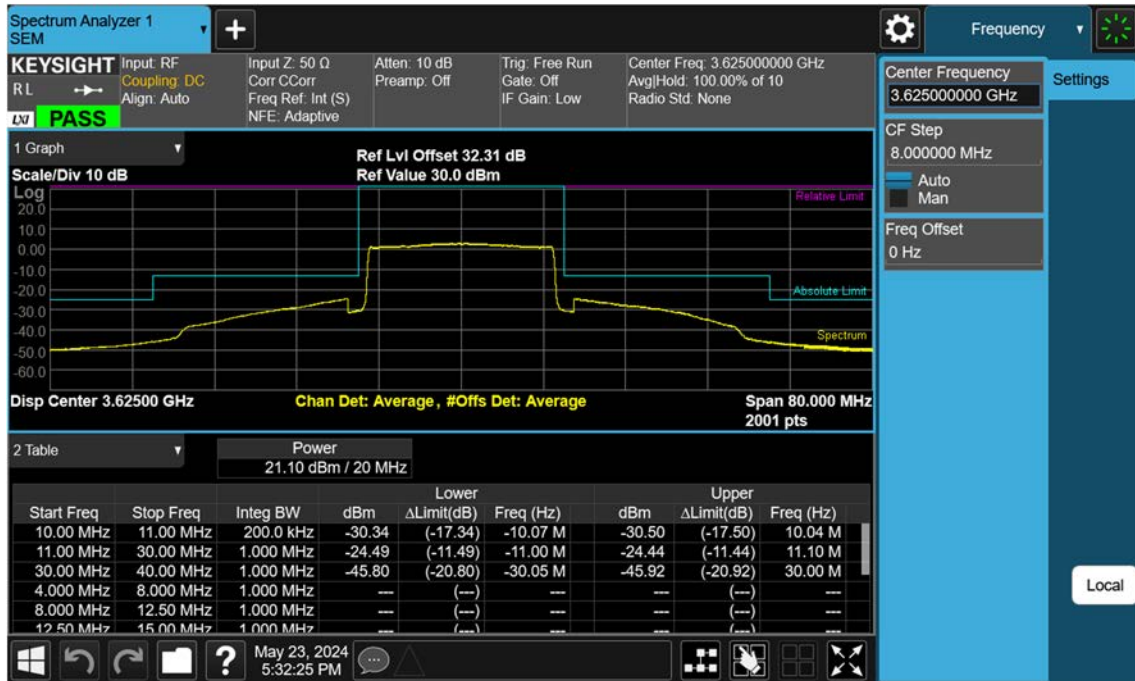 Spectrum Analyzer 1
SEM
Frequency
KEYSIGHT
RL
LXI PASS
Input: RF
Coupling: DC
Align: Auto
Input Z: 50 Ω
Corr CCorr
Freq Ref: Int (S)
NFE: Adaptive
Atten: 10 dB
Preamp: Off
Trig: Free Run
Gate: Off
IF Gain: Low
Center Freq: 3.625000000 GHz
Avg|Hold: 100.00% of 10
Radio Std: None
Center Frequency
3.625000000 GHz
Settings
CF Step
8.000000 MHz
Auto
Man
Freq Offset
0 Hz
Local
1 Graph
Scale/Div 10 dB
Ref Lvl Offset 32.31 dB
Ref Value 30.0 dBm
Log
20.0
10.0
0.00
-10.0
-20.0
-30.0
-40.0
-50.0
-60.0
Relative Limit
Absolute Limit
Spectrum
Disp Center 3.62500 GHz
Chan Det: Average, #Offs Det: Average
Span 80.000 MHz
2001 pts
2 Table
Power
21.10 dBm / 20 MHz
Lower Upper
Start Freq Stop Freq Integ BW dBm ΔLimit(dB) Freq (Hz) dBm ΔLimit(dB) Freq (Hz)
10.00 MHz 11.00 MHz 200.0 kHz -30.34 (-17.34) -10.07 M -30.50 (-17.50) 10.04 M
11.00 MHz 30.00 MHz 1.000 MHz -24.49 (-11.49) -11.00 M -24.44 (-11.44) 11.10 M
30.00 MHz 40.00 MHz 1.000 MHz -45.80 (-20.80) -30.05 M -45.92 (-20.92) 30.00 M
4.000 MHz 8.000 MHz 1.000 MHz --- (---) --- --- (---) ---
8.000 MHz 12.50 MHz 1.000 MHz --- (---) --- --- (---) ---
12.50 MHz 15.00 MHz 1.000 MHz --- (---) --- --- (---) ---
? May 23, 2024
5:32:25 PM